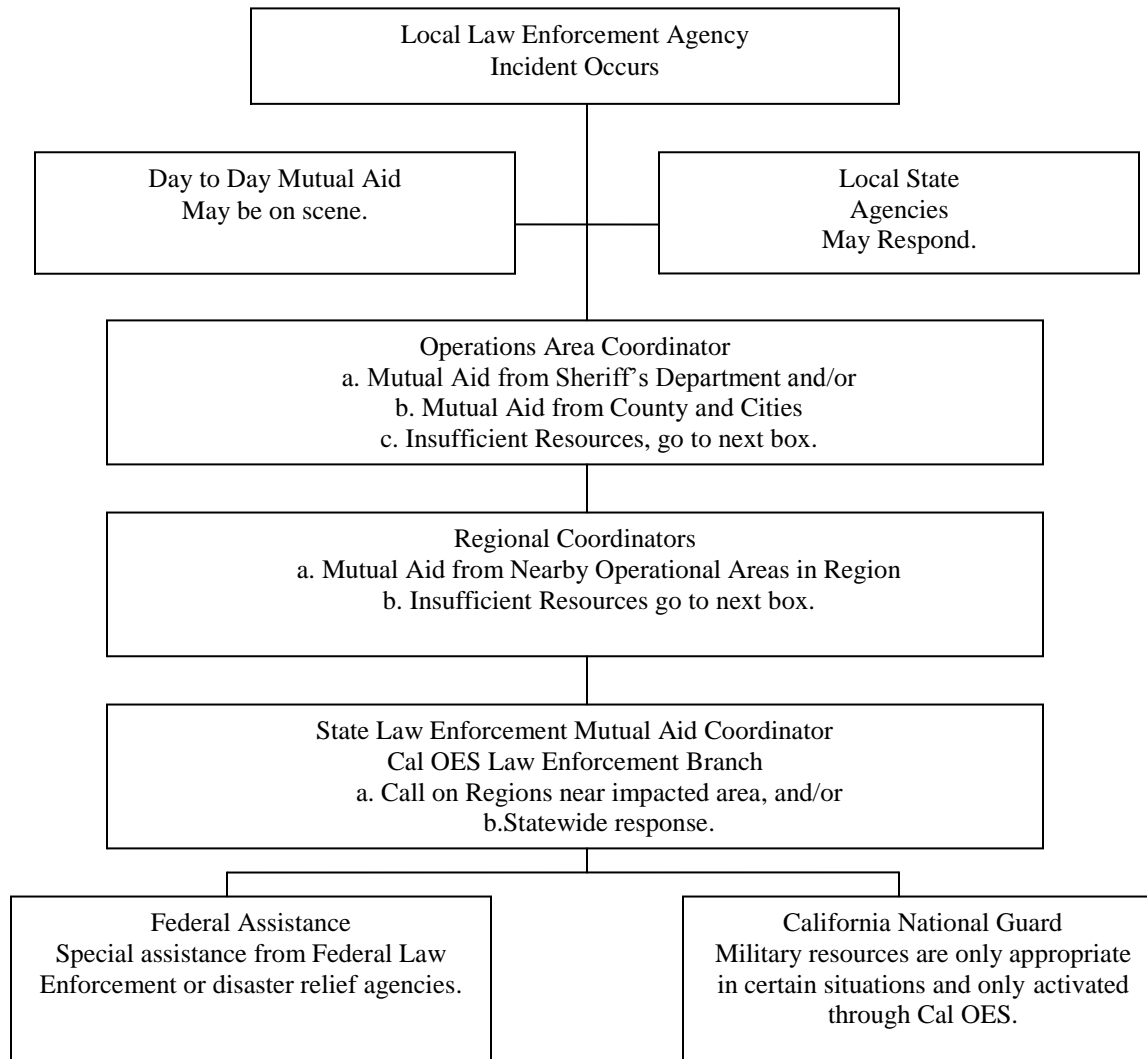 Local Law Enforcement Agency
Incident Occurs
Day to Day Mutual Aid
May be on scene.
Local State
Agencies
May Respond.
Operations Area Coordinator
a. Mutual Aid from Sheriff’s Department and/or
b. Mutual Aid from County and Cities
c. Insufficient Resources, go to next box.
Regional Coordinators
a. Mutual Aid from Nearby Operational Areas in Region
b. Insufficient Resources go to next box.
State Law Enforcement Mutual Aid Coordinator
Cal OES Law Enforcement Branch
a. Call on Regions near impacted area, and/or
b.Statewide response.
Federal Assistance
Special assistance from Federal Law
Enforcement or disaster relief agencies.
California National Guard
Military resources are only appropriate
in certain situations and only activated
through Cal OES.